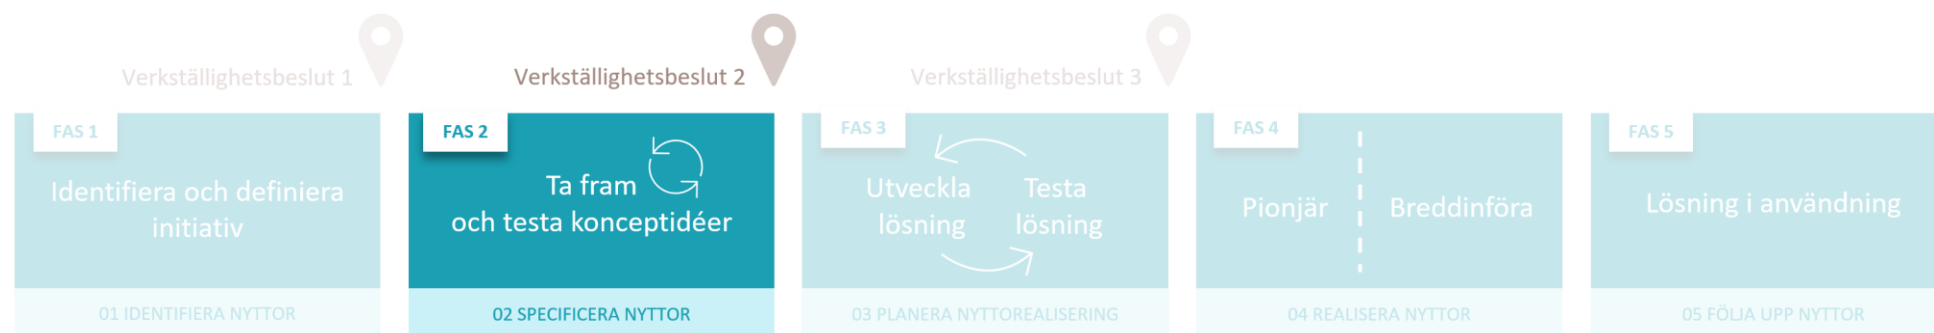 Verkställighetsbeslut 1
Verkställighetsbeslut 2
Verkställighetsbeslut 3
FAS 1
Identifiera och definiera
initiativ
01 IDENTIFIERA NYTTOR
FAS 2
Ta fram
och testa konceptidéer
02 SPECIFICERA NYTTOR
FAS 3
Utveckla
lösning
Testa
lösning
03 PLANERA NYTTOREALISERING
FAS 4
Pionjär
Breddinföra
04 REALISERA NYTTOR
FAS 5
Lösning i användning
05 FÖLJA UPP NYTTOR